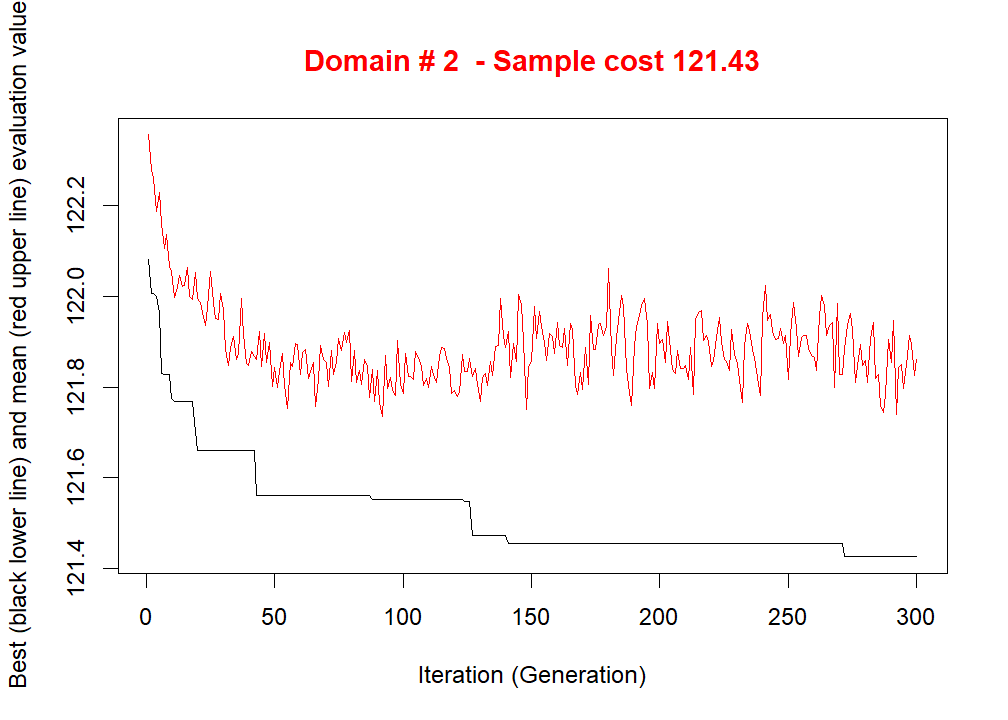 Domain # 2  - Sample cost 121.43
Best (black lower line) and mean (red upper line) evaluation value
122.2
122.0
121.8
121.6
121.4
0 50 100 150 200 250 300
Iteration (Generation)